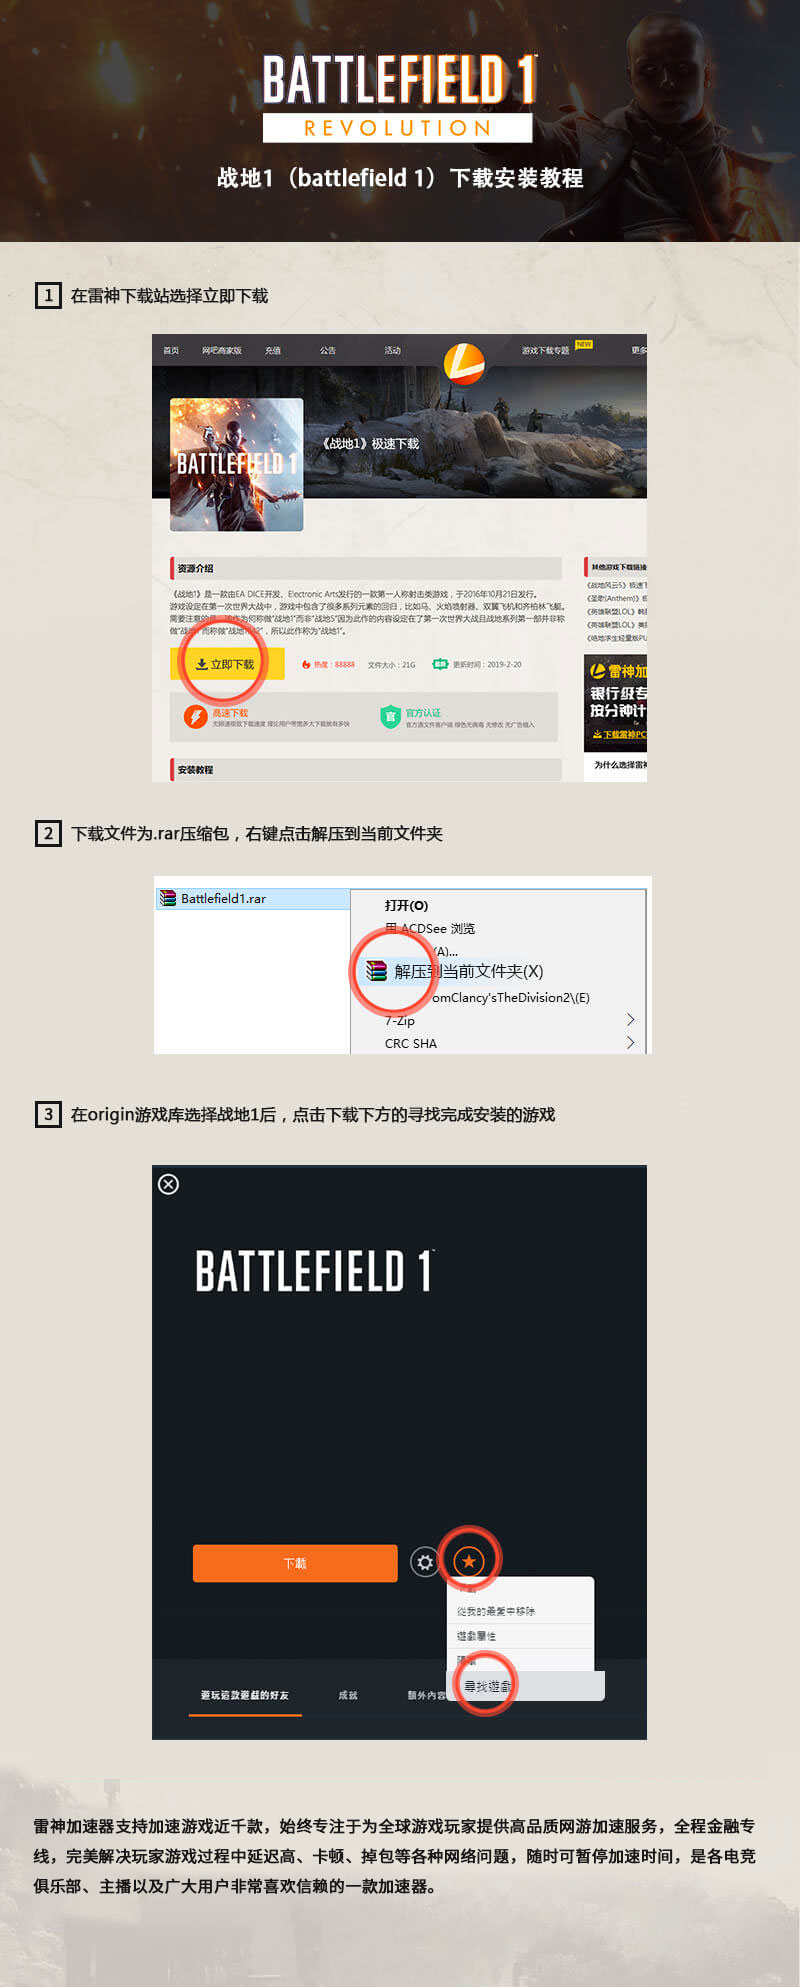 BATTLEFIELD 1
REVOLUTION
战地1（battlefield 1）下载安装教程
1 在雷神下载站选择立即下载
首页 网吧商家版 充值 公告 活动 游戏下载专题 NEW 更多
《战地1》极速下载
BATTLEFIELD 1
资源介绍
《战地1》是一款由EA DICE开发、Electronic Arts发行的一款第一人称射击类游戏，于2016年10月21日发行。
游戏设定在第一次世界大战中，游戏中包含了很多系列元素的回归，比如马、火焰喷射器、双翼飞机和齐柏林飞艇。
需要注意的是，该作为何称做“战地1”而非“战地5”因为此作的内容设定在了第一次世界大战且战地系列第一部并非称
做“战地1”而称做“战地1942”，所以此作称为“战地1”。
立即下载 热度：88888 文件大小：21G 更新时间：2019-2-20
高速下载
无限速极致下载速度 理论用户带宽多大下载就有多快
官 官方认证
官方源文件客户端 绿色无病毒 无修改 无广告植入
安装教程
其他游戏下载链接
《战地风云5》极速下
《圣歌(Anthem)》极
《英雄联盟LOL》韩服
《英雄联盟LOL》美服
《绝地求生轻量版PU
雷神加
银行级专
按分钟计
下载雷神PC
为什么选择雷神
2 下载文件为.rar压缩包，右键点击解压到当前文件夹
Battlefield1.rar
打开(O)
用 ACDSee 浏览
(A)...
解压到当前文件夹(X)
omClancy'sTheDivision2\(E)
7-Zip
CRC SHA
3 在origin游戏库选择战地1后，点击下载下方的寻找完成安装的游戏
BATTLEFIELD 1
下載
從我的最愛中移除
遊戲屬性
隱藏
尋找遊戲
遊玩這款遊戲的好友 成就 額外內容
雷神加速器支持加速游戏近千款，始终专注于为全球游戏玩家提供高品质网游加速服务，全程金融专
线，完美解决玩家游戏过程中延迟高、卡顿、掉包等各种网络问题，随时可暂停加速时间，是各电竞
俱乐部、主播以及广大用户非常喜欢信赖的一款加速器。